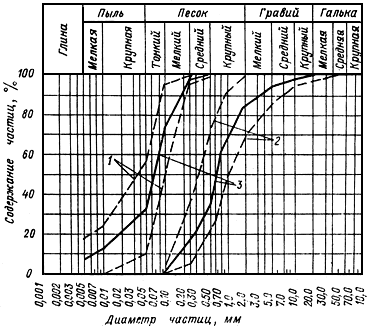 Пыль Песок Гравий Галька
Глина Мелкая Крупная Тонкий Мелкий Средний Крупный Мелкий Средний Крупный Мелкая Средняя Крупная
Содержание частиц, %
100
80
60
40
20
0
1
2
3
0,001 0,002 0,003 0,005 0,007 0,01 0,02 0,03 0,05 0,07 0,10 0,30 0,50 0,70 1,0 2,0 3,0 5,0 10,0 20,0 30,0 50,0 70,0 10,0
Диаметр частиц, мм